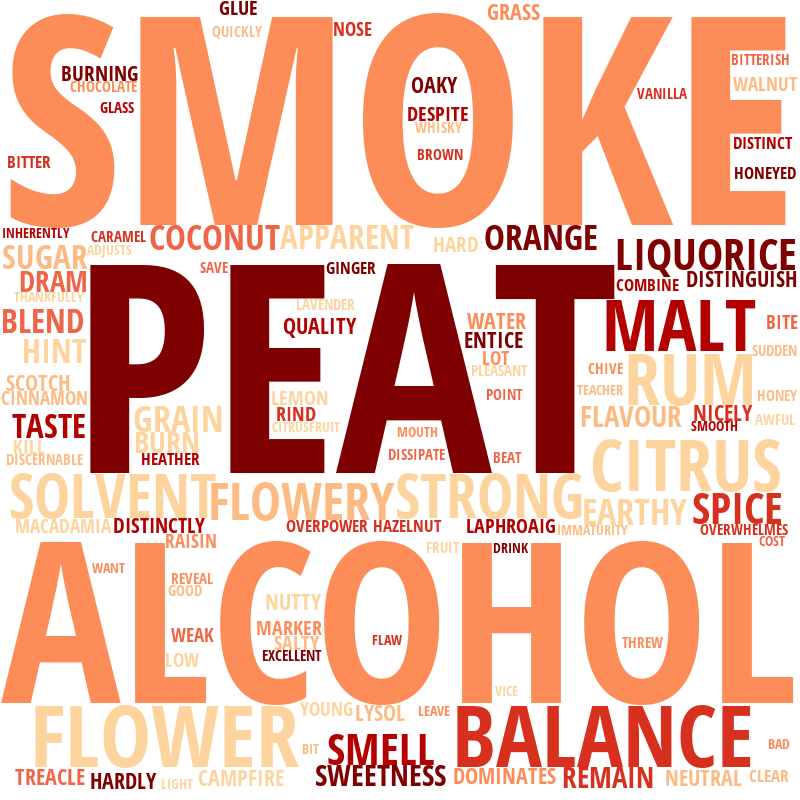 SMOKE
GLUE
QUICKLY
NOSE
GRASS
BURNING
CHOCOLATE
GLASS
BITTER
OAKY
DESPITE
WHISKY
BROWN
VANILLA
BITTERISH
WALNUT
DISTINCT
HONEYED
INHERENTLY
CARAMEL
ADJUSTS
COCONUT
APPARENT
HARD
ORANGE
SUGAR
DRAM
THANKFULLY
SAVE
GINGER
LIQUORICE
COMBINE
DISTINGUISH
PEAT
LAVENDER
BLEND
HINT
QUALITY
WATER
ENTICE
LOT
PLEASANT
MALT
BITE
SUDDEN
SCOTCH
CINNAMON
POINT
CHIVE
TEACHER
RUM
HONEY
TASTE
GRAIN
BURN
KILL
DISCERNABLE
HEATHER
LEMON
RIND
CITRUSFRUIT
MOUTH
DISSIPATE
BEAT
FLAVOUR
NICELY
SMOOTH
AWFUL
CITRUS
SOLVENT
FLOWERY
STRONG
EARTHY
SPICE
OVERWHELMES
COST
MACADAMIA
DISTINCTLY
RAISIN
OVERPOWER
HAZELNUT
LAPHROAIG
IMMATURITY
FRUIT
DRINK
ALCOHOL
WANT
REVEAL
GOOD
NUTTY
MARKER
SALTY
EXCELLENT
WEAK
LOW
FLAW
THREW
VICE
FLOWER
YOUNG
LYSOL
LEAVE
BIT
SMELL
BALANCE
BAD
TREACLE
HARDLY
LIGHT
CAMPFIRE
SWEETNESS
DOMINATES
REMAIN
NEUTRAL
CLEAR